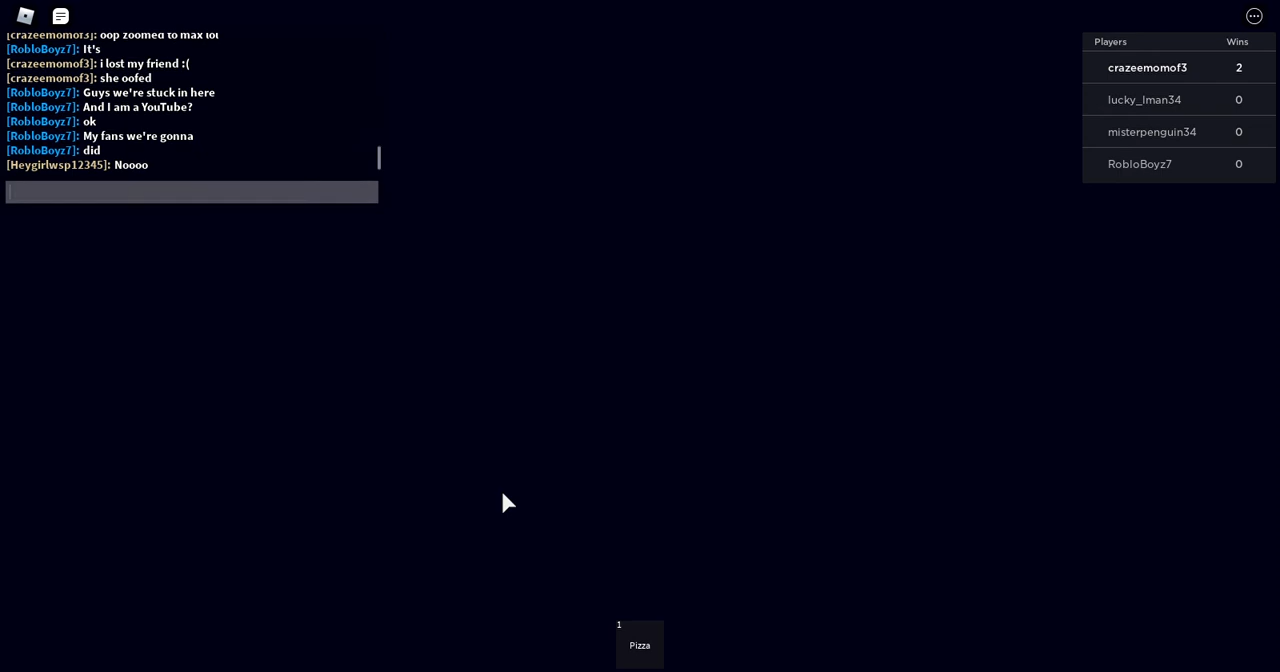 [crazeemomof3]: oop zoomed to max lol
[RobloBoyz7]: It's
[crazeemomof3]: i lost my friend :(
[crazeemomof3]: she oofed
[RobloBoyz7]: Guys we're stuck in here
[RobloBoyz7]: And I am a YouTube?
[RobloBoyz7]: ok
[RobloBoyz7]: My fans we're gonna
[RobloBoyz7]: did
[Heygirlwsp12345]: Noooo
Players Wins
crazeemomof3 2
lucky_lman34 0
misterpenguin34 0
RobloBoyz7 0
1
Pizza